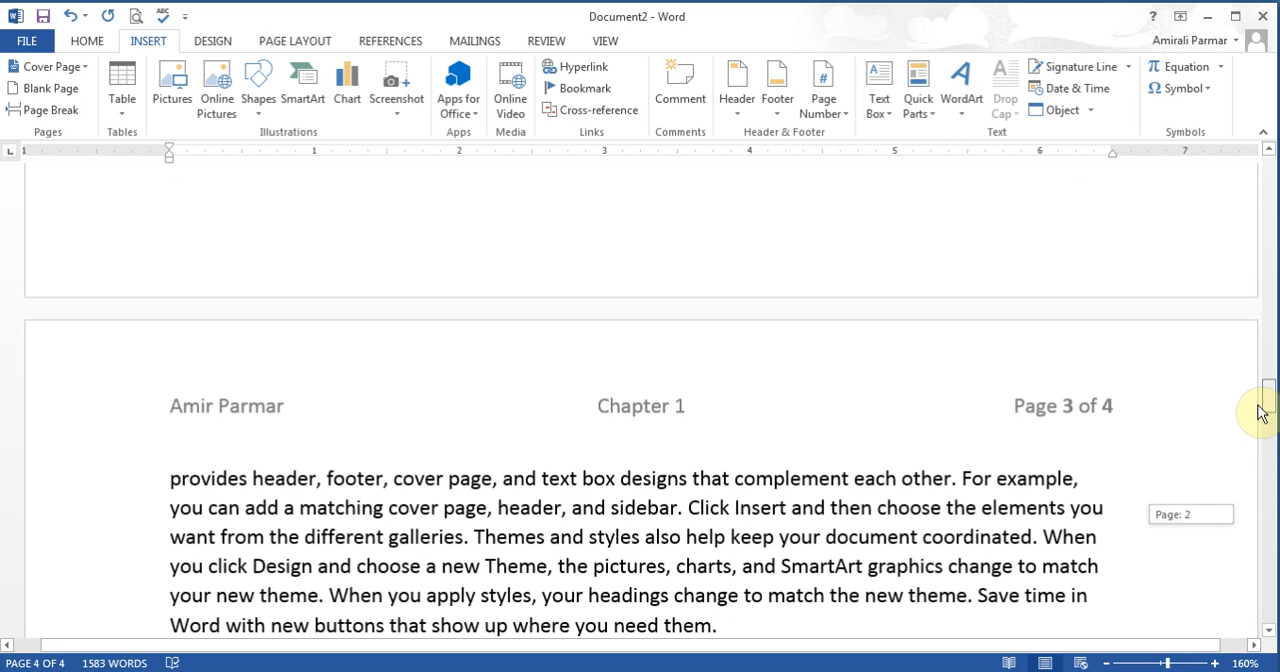 Document2 - Word
?
Amirali Parmar
FILE HOME INSERT DESIGN PAGE LAYOUT REFERENCES MAILINGS REVIEW VIEW
Cover Page
Blank Page
Page Break
Pages
Table
Tables
Pictures
Online Pictures
Shapes
SmartArt
Chart
Screenshot
Illustrations
Apps for Office
Apps
Online Video
Media
Hyperlink
Bookmark
Cross-reference
Links
Comment
Comments
Header
Footer
Page Number
Header & Footer
Text Box
Quick Parts
WordArt
Drop Cap
Signature Line
Date & Time
Object
Text
Equation
Symbol
Symbols
1 1 2 3 4 5 6 7
Amir Parmar Chapter 1 Page 3 of 4
provides header, footer, cover page, and text box designs that complement each other. For example,
you can add a matching cover page, header, and sidebar. Click Insert and then choose the elements you
want from the different galleries. Themes and styles also help keep your document coordinated. When
you click Design and choose a new Theme, the pictures, charts, and SmartArt graphics change to match
your new theme. When you apply styles, your headings change to match the new theme. Save time in
Word with new buttons that show up where you need them.
Page: 2
PAGE 4 OF 4 1583 WORDS 160%